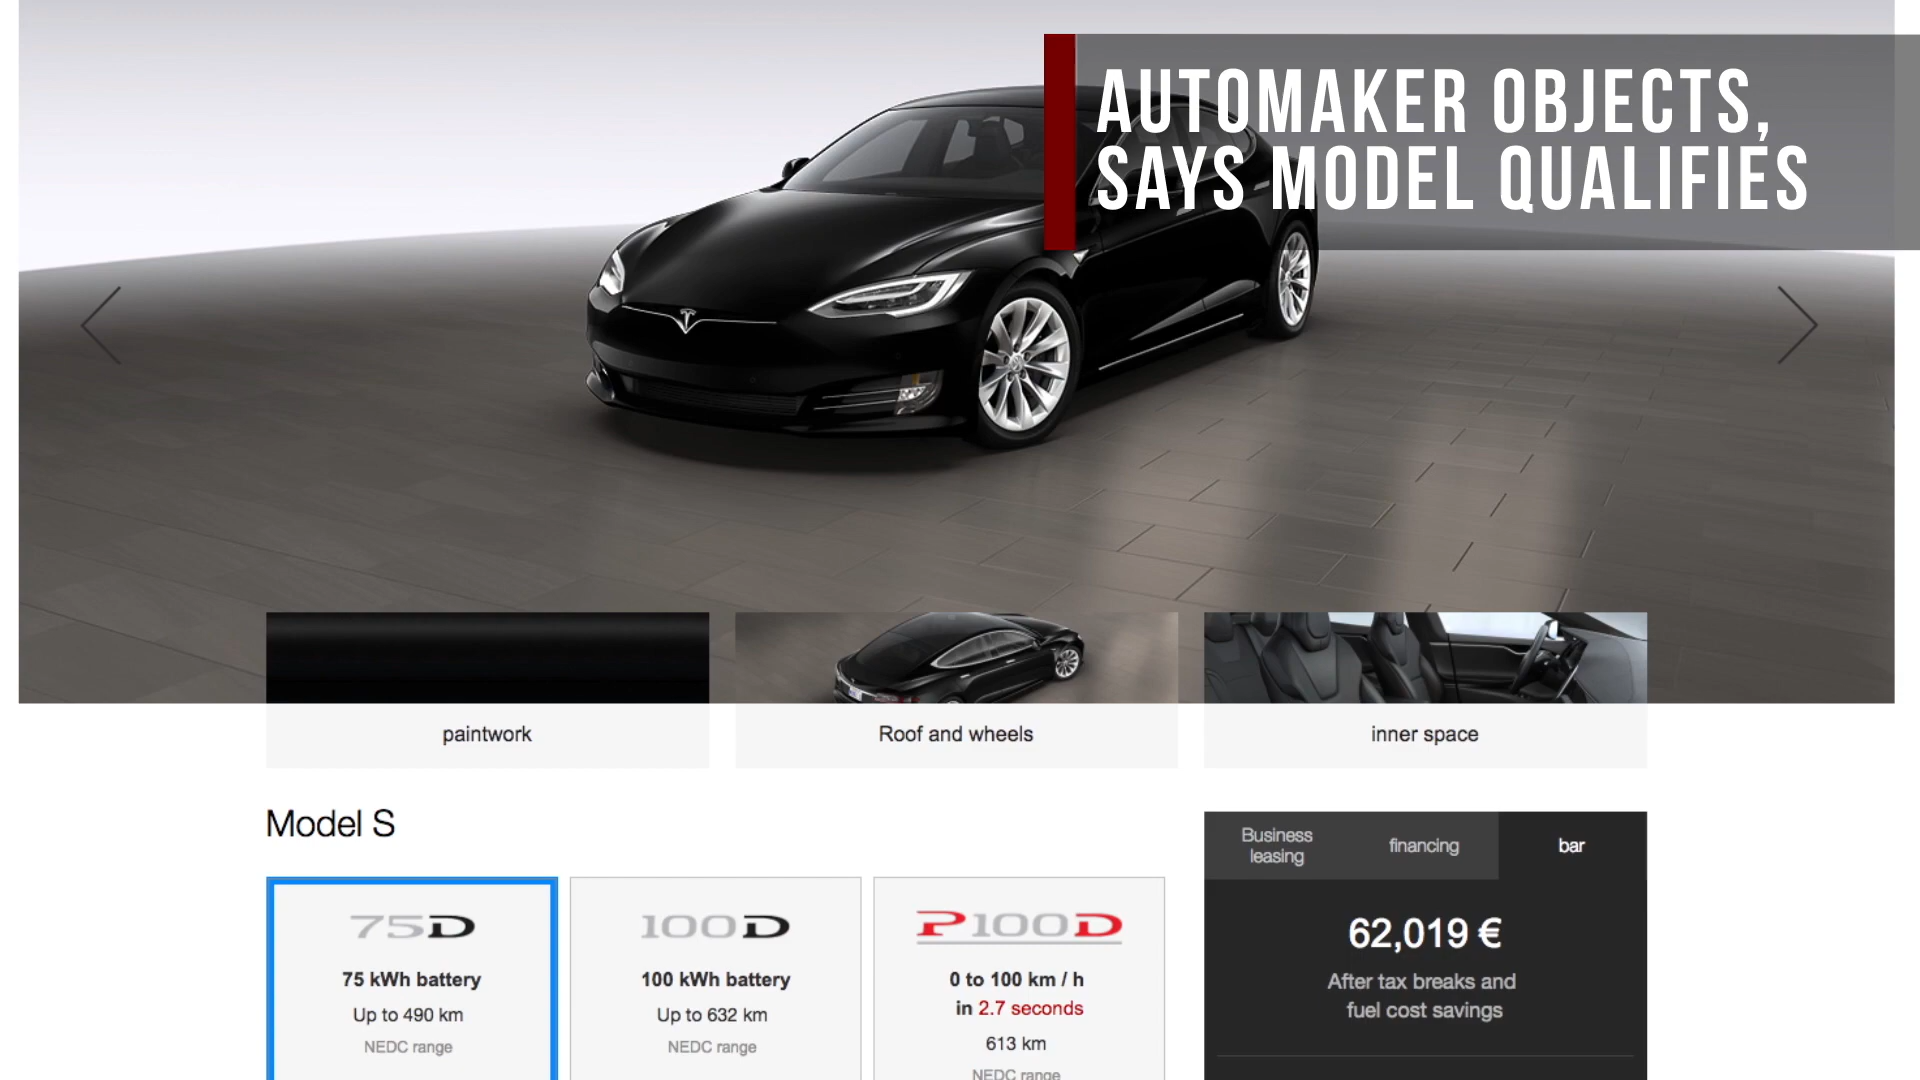 AUTOMAKER OBJECTS,
SAYS MODEL QUALIFIES
paintwork
Roof and wheels
inner space
Model S
Business
leasing
financing
bar
75D
75 kWh battery
Up to 490 km
NEDC range
100D
100 kWh battery
Up to 632 km
NEDC range
P100D
0 to 100 km / h
in 2.7 seconds
613 km
NEDC range
62,019 €
After tax breaks and
fuel cost savings